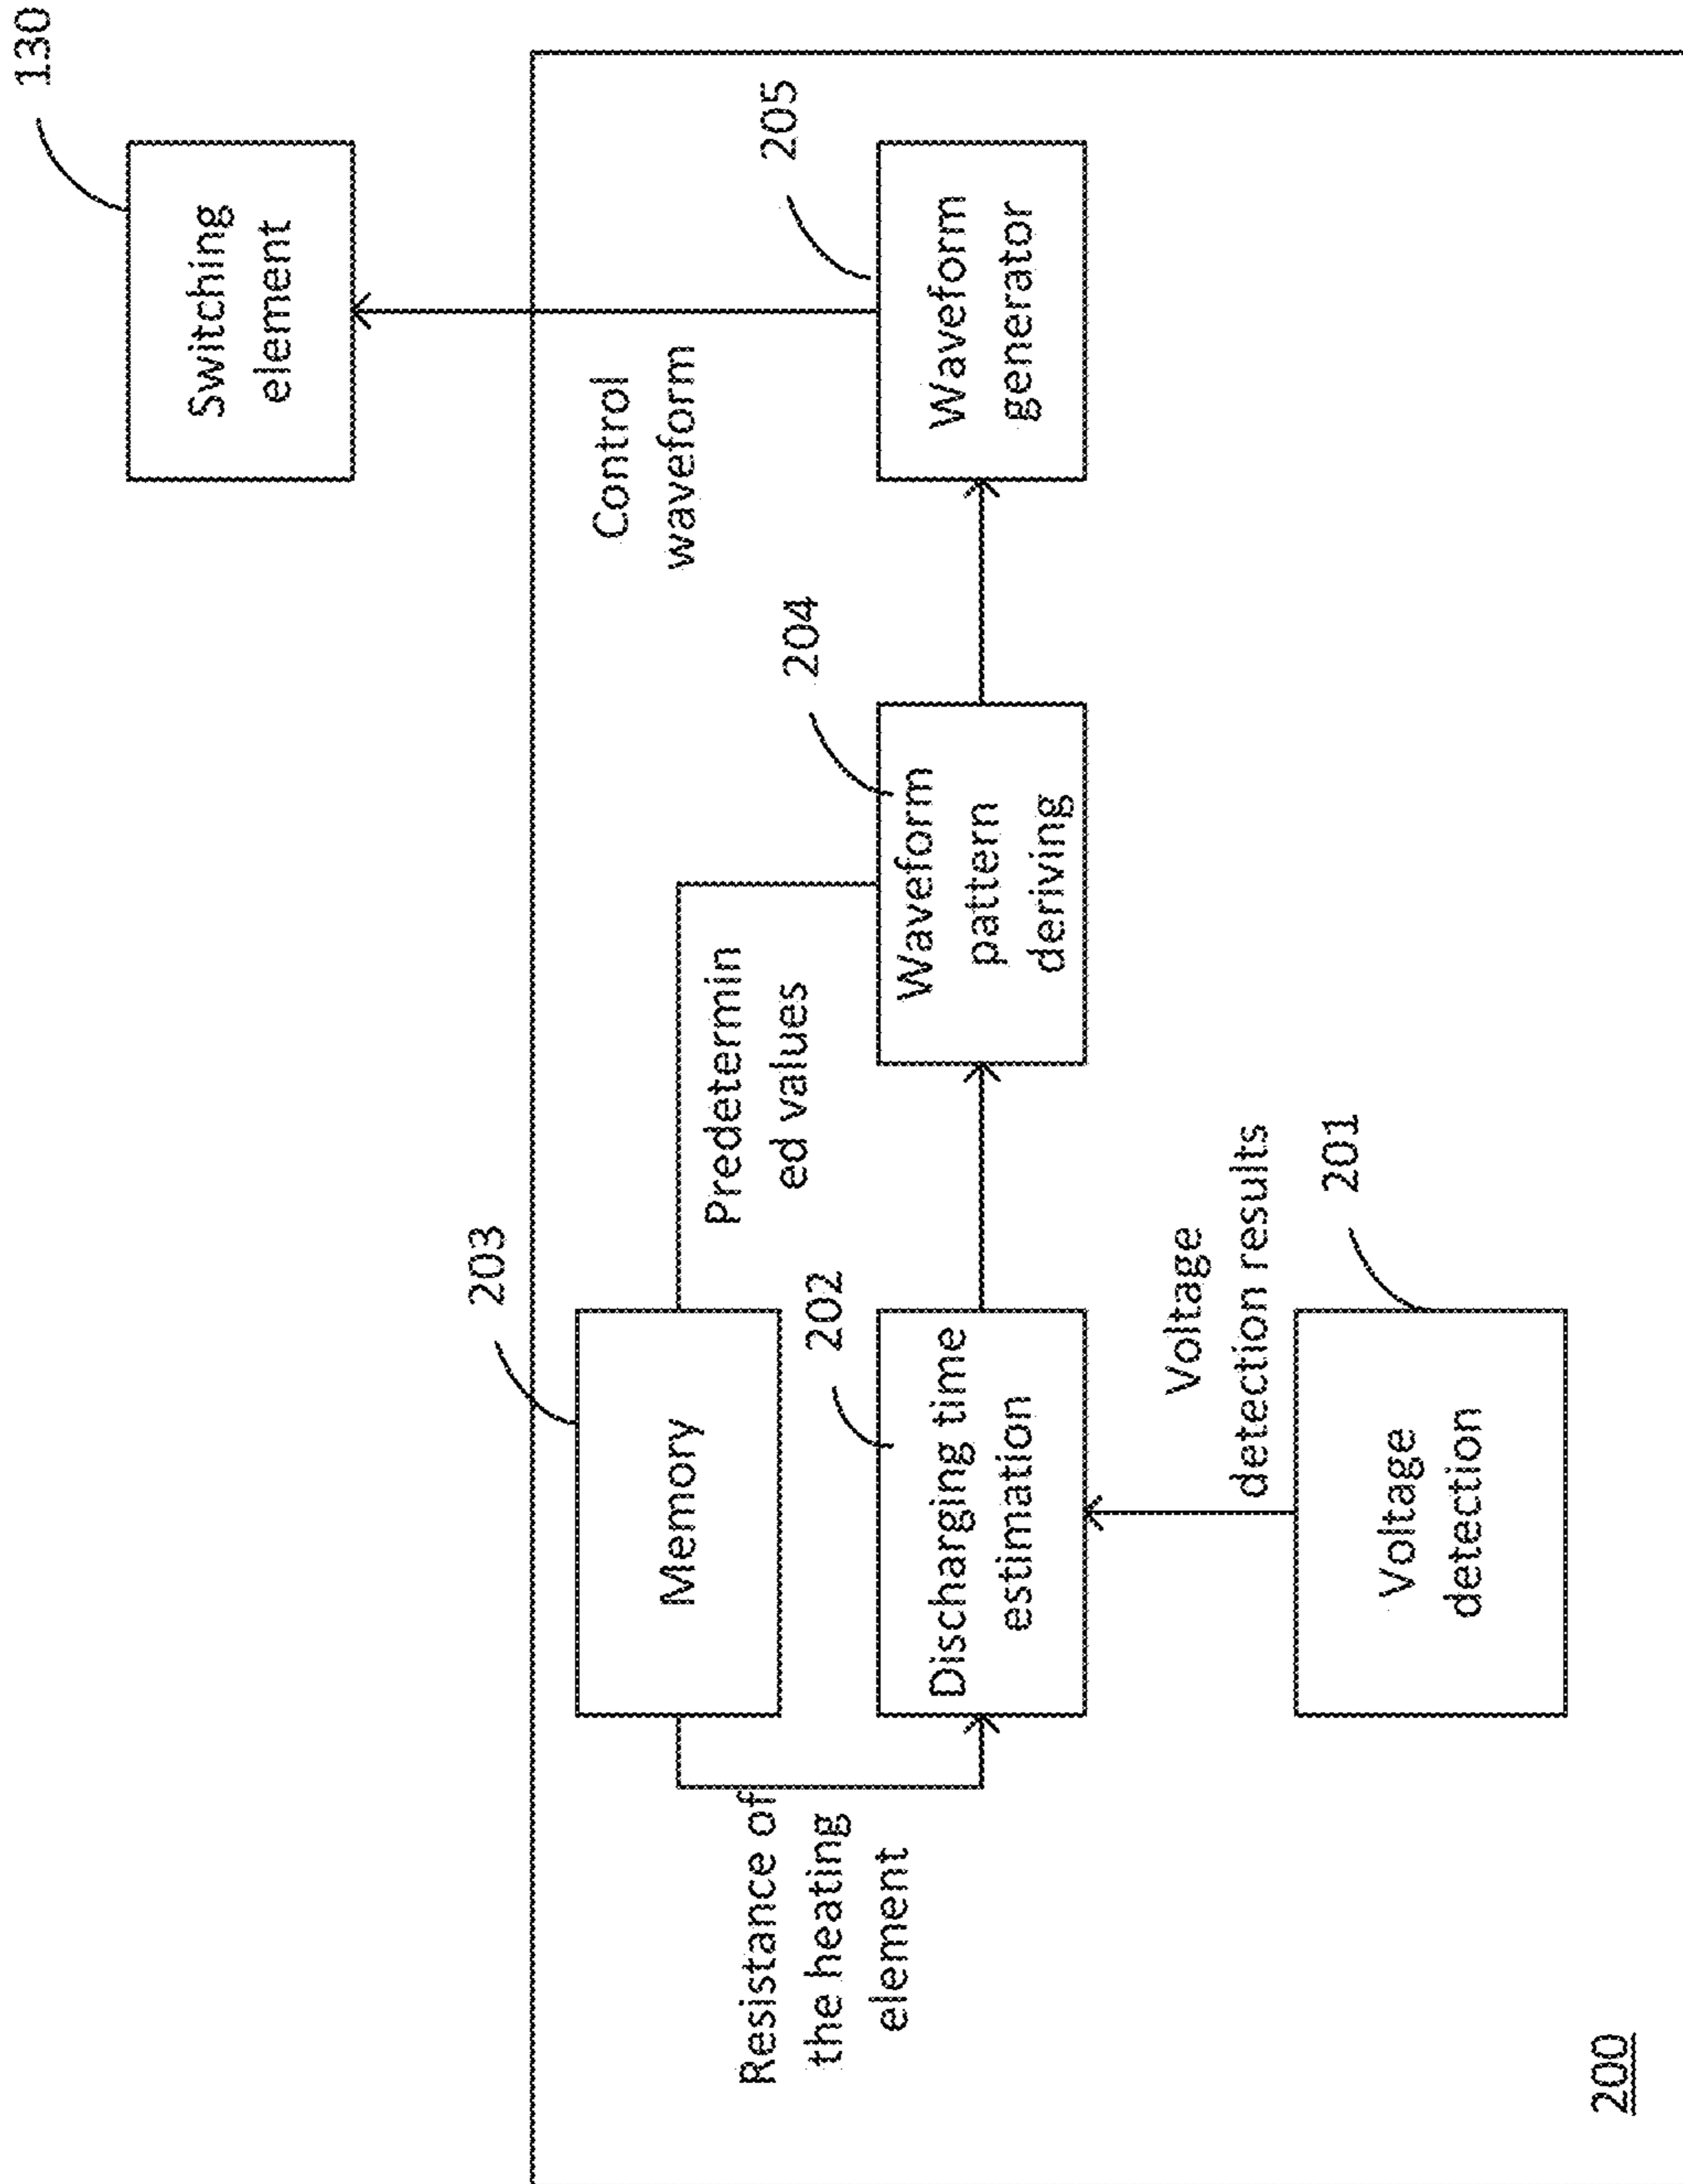 130
Switching
element
Control
waveform
205
Waveform
generator
204
Waveform
pattern
deriving
203
Memory
Predetermin
ed values
Resistance of
the heating
element
202
Discharging time
estimation
Voltage
detection results
201
Voltage
detection
200